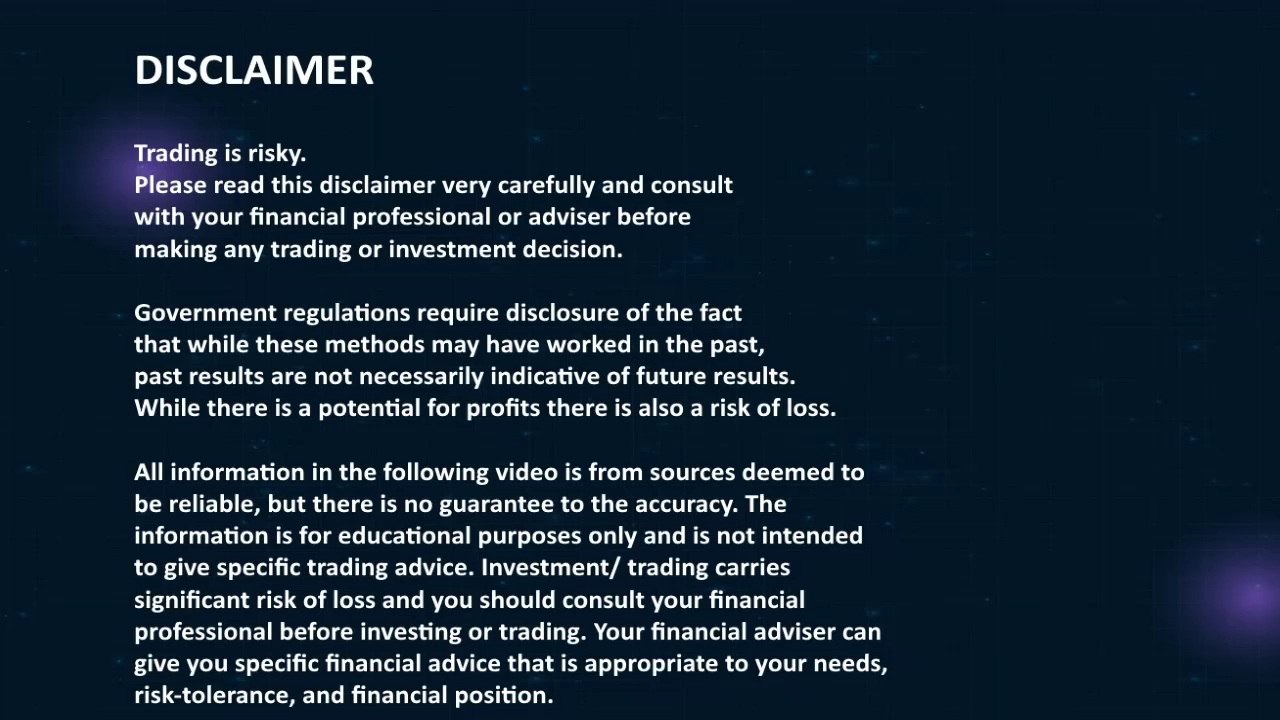 DISCLAIMER
Trading is risky.
Please read this disclaimer very carefully and consult
with your financial professional or adviser before
making any trading or investment decision.
Government regulations require disclosure of the fact
that while these methods may have worked in the past,
past results are not necessarily indicative of future results.
While there is a potential for profits there is also a risk of loss.
All information in the following video is from sources deemed to
be reliable, but there is no guarantee to the accuracy. The
information is for educational purposes only and is not intended
to give specific trading advice. Investment/ trading carries
significant risk of loss and you should consult your financial
professional before investing or trading. Your financial adviser can
give you specific financial advice that is appropriate to your needs,
risk-tolerance, and financial position.